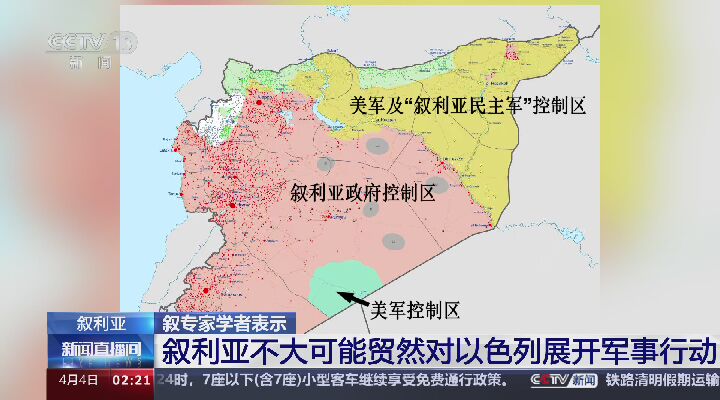 CCTV 13
新闻
美军及“叙利亚民主军”控制区
叙利亚政府控制区
美军控制区
叙利亚
叙专家学者表示
新闻直播间
叙利亚不大可能贸然对以色列展开军事行动
4月4日 02:21 24时，7座以下(含7座)小型客车继续享受免费通行政策。 CCTV 新闻 铁路清明假期运输